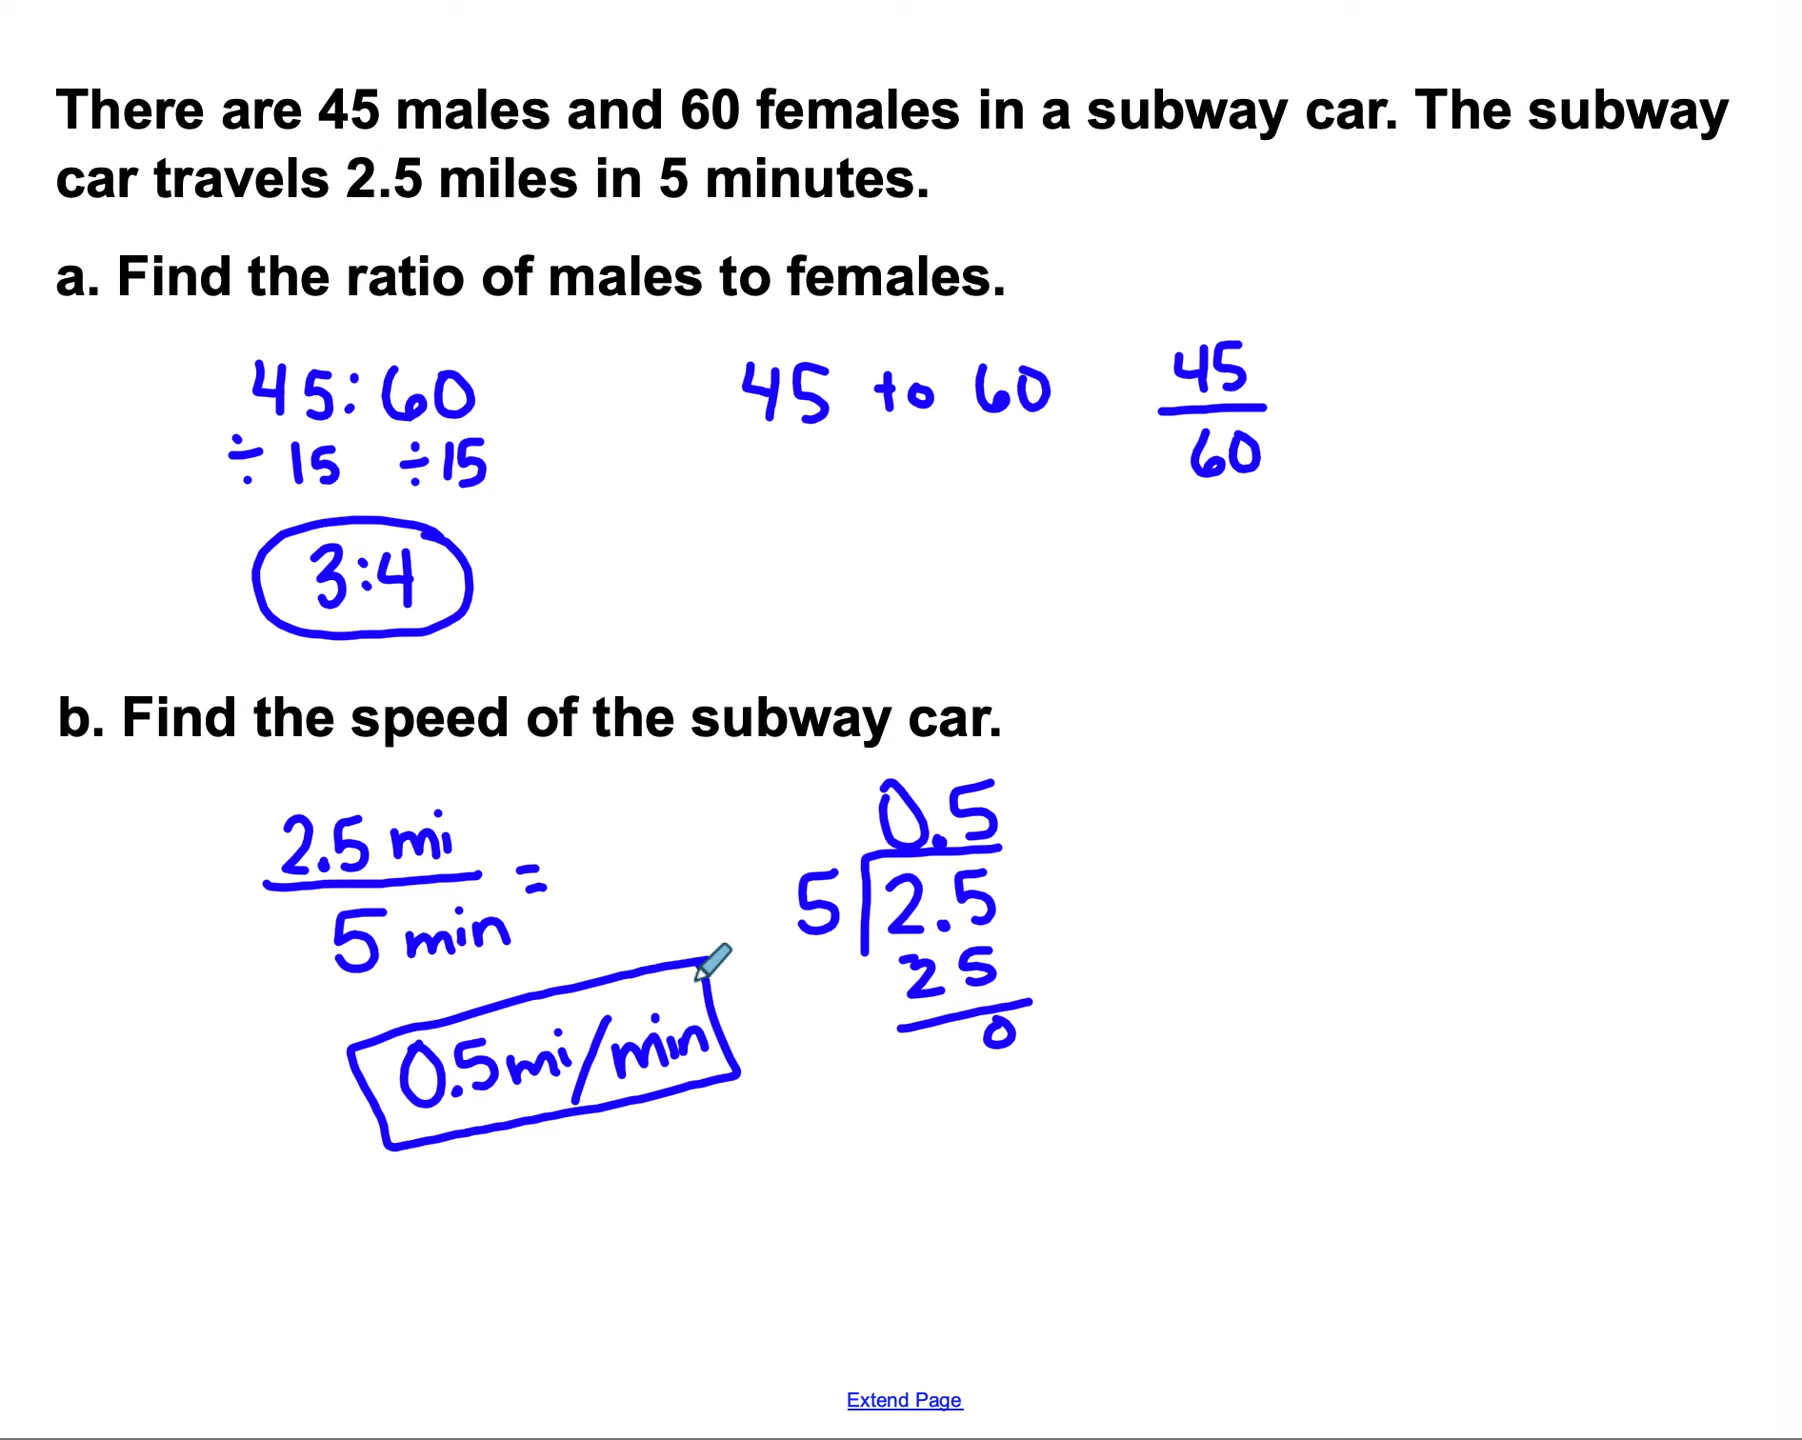 There are 45 males and 60 females in a subway car. The subway
car travels 2.5 miles in 5 minutes.
a. Find the ratio of males to females.
45:60 45 to 60 45/60
÷15 ÷15
3:4
b. Find the speed of the subway car.
2.5 mi
5 min
=
0.5 mi/min
0.5
5 2.5
25
0
Extend Page